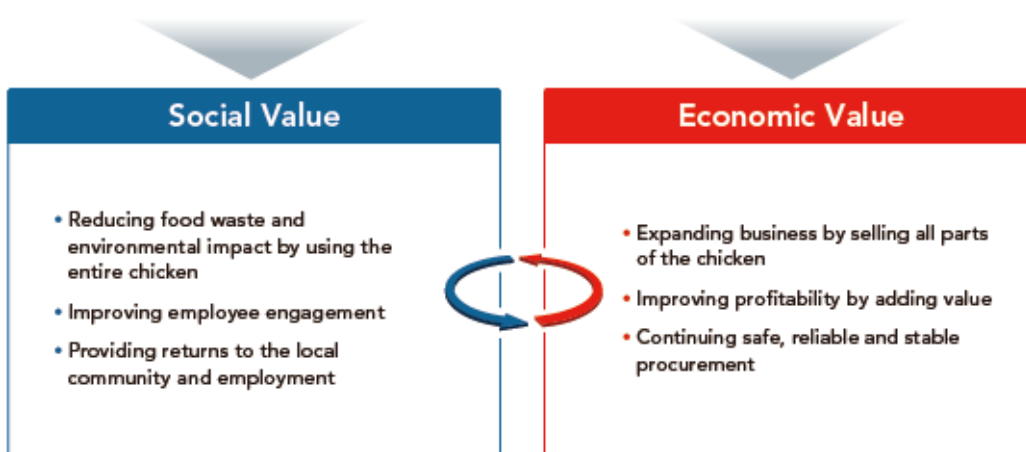 Social Value
• Reducing food waste and
environmental impact by using the
entire chicken
• Improving employee engagement
• Providing returns to the local
community and employment
Economic Value
• Expanding business by selling all parts
of the chicken
• Improving profitability by adding value
• Continuing safe, reliable and stable
procurement